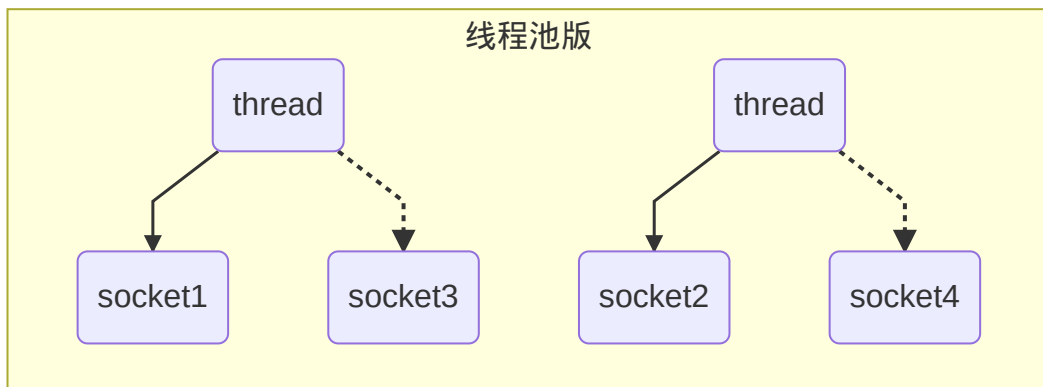 线程池版
thread
thread
socket1
socket3
socket2
socket4